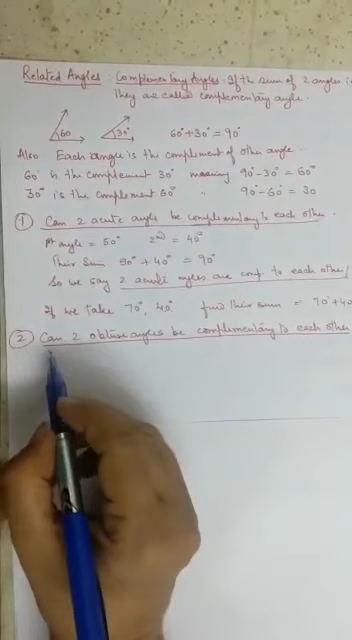 Related Angles : Complementary Angles : If the sum of 2 angles is
they are called complementary angle.
60° 30° 60°+30° = 90°
Also Each angle is the complement of other angle.
60° is the complement 30° meaning 90°-30° = 60°
30° is the complement 60° " 90°-60° = 30
① Can 2 acute angle be complementary to each other.
1st angle = 50° 2nd = 40°
Their Sum 50° + 40° = 90°
So we say 2 acute angles are comp. to each other
If we take 70°, 40° find their sum = 70+40
② Can 2 obtuse angles be complementary to each other